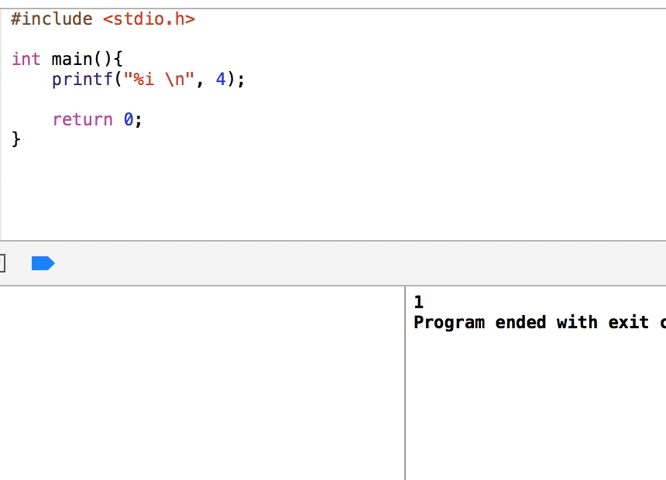 #include <stdio.h>
int main(){
    printf("%i \n", 4);
    return 0;
}
1
Program ended with exit